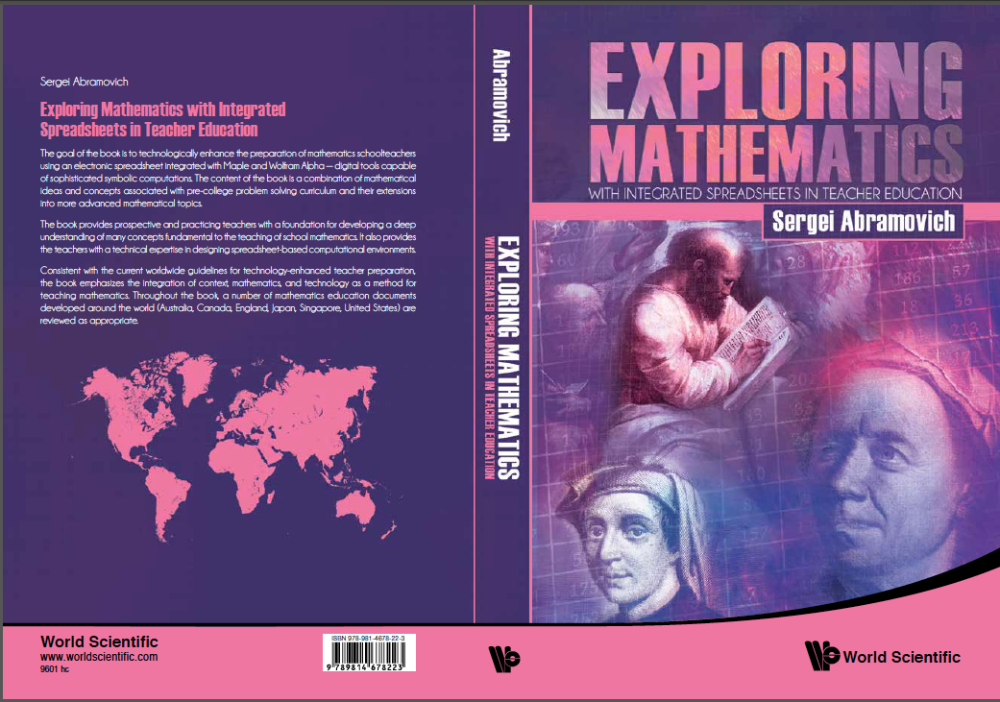 Sergei Abramovich
Exploring Mathematics with Integrated
Spreadsheets in Teacher Education
The goal of the book is to technologically enhance the preparation of mathematics schoolteachers
using an electronic spreadsheet integrated with Maple and Wolfram Alpha — digital tools capable
of sophisticated symbolic computations. The content of the book is a combination of mathematical
ideas and concepts associated with pre-college problem solving curriculum and their extensions
into more advanced mathematical topics.
The book provides prospective and practicing teachers with a foundation for developing a deep
understanding of many concepts fundamental to the teaching of school mathematics. It also provides
the teachers with a technical expertise in designing spreadsheet-based computational environments.
Consistent with the current worldwide guidelines for technology-enhanced teacher preparation,
the book emphasizes the integration of context, mathematics, and technology as a method for
teaching mathematics. Throughout the book, a number of mathematics education documents
developed around the world (Australia, Canada, England, Japan, Singapore, United States) are
reviewed as appropriate.
World Scientific
www.worldscientific.com
9601 hc
ISBN 978-981-4678-22-3
9 789814 678223
Abramovich
EXPLORING MATHEMATICS
WITH INTEGRATED SPREADSHEETS IN TEACHER EDUCATION
EXPLORING
MATHEMATICS
WITH INTEGRATED SPREADSHEETS IN TEACHER EDUCATION
Sergei Abramovich
193
28
57
36
213
World Scientific